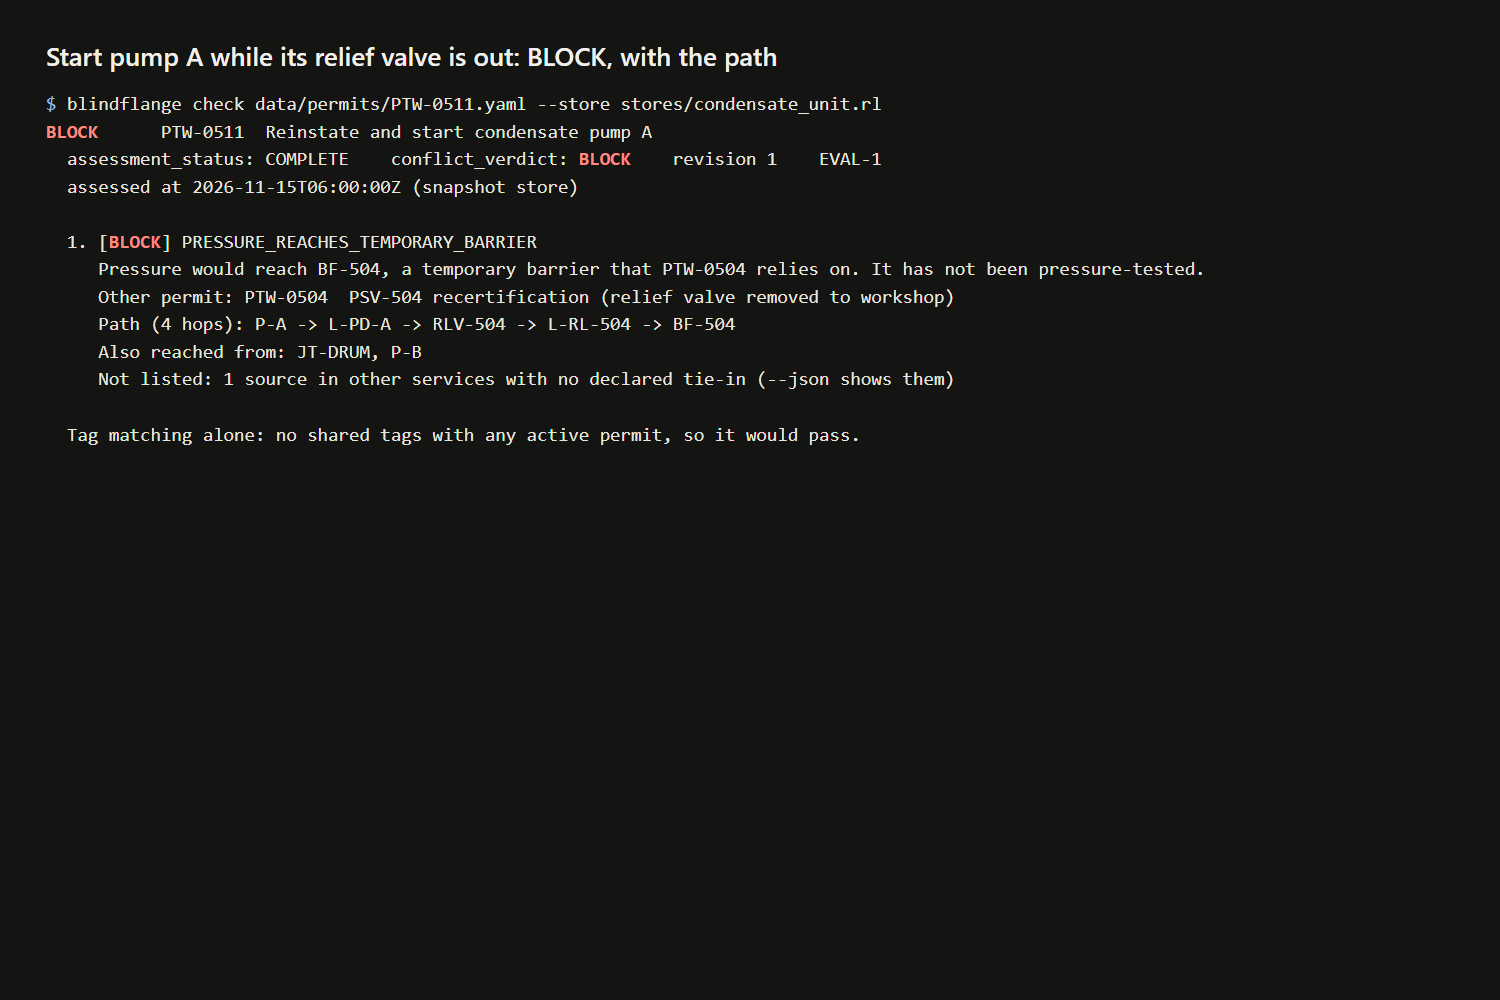 Start pump A while its relief valve is out: BLOCK, with the path
$ blindflange check data/permits/PTW-0511.yaml --store stores/condensate_unit.rl
BLOCK      PTW-0511  Reinstate and start condensate pump A
  assessment_status: COMPLETE    conflict_verdict: BLOCK    revision 1    EVAL-1
  assessed at 2026-11-15T06:00:00Z (snapshot store)

  1. [BLOCK] PRESSURE_REACHES_TEMPORARY_BARRIER
     Pressure would reach BF-504, a temporary barrier that PTW-0504 relies on. It has not been pressure-tested.
     Other permit: PTW-0504  PSV-504 recertification (relief valve removed to workshop)
     Path (4 hops): P-A -> L-PD-A -> RLV-504 -> L-RL-504 -> BF-504
     Also reached from: JT-DRUM, P-B
     Not listed: 1 source in other services with no declared tie-in (--json shows them)

  Tag matching alone: no shared tags with any active permit, so it would pass.